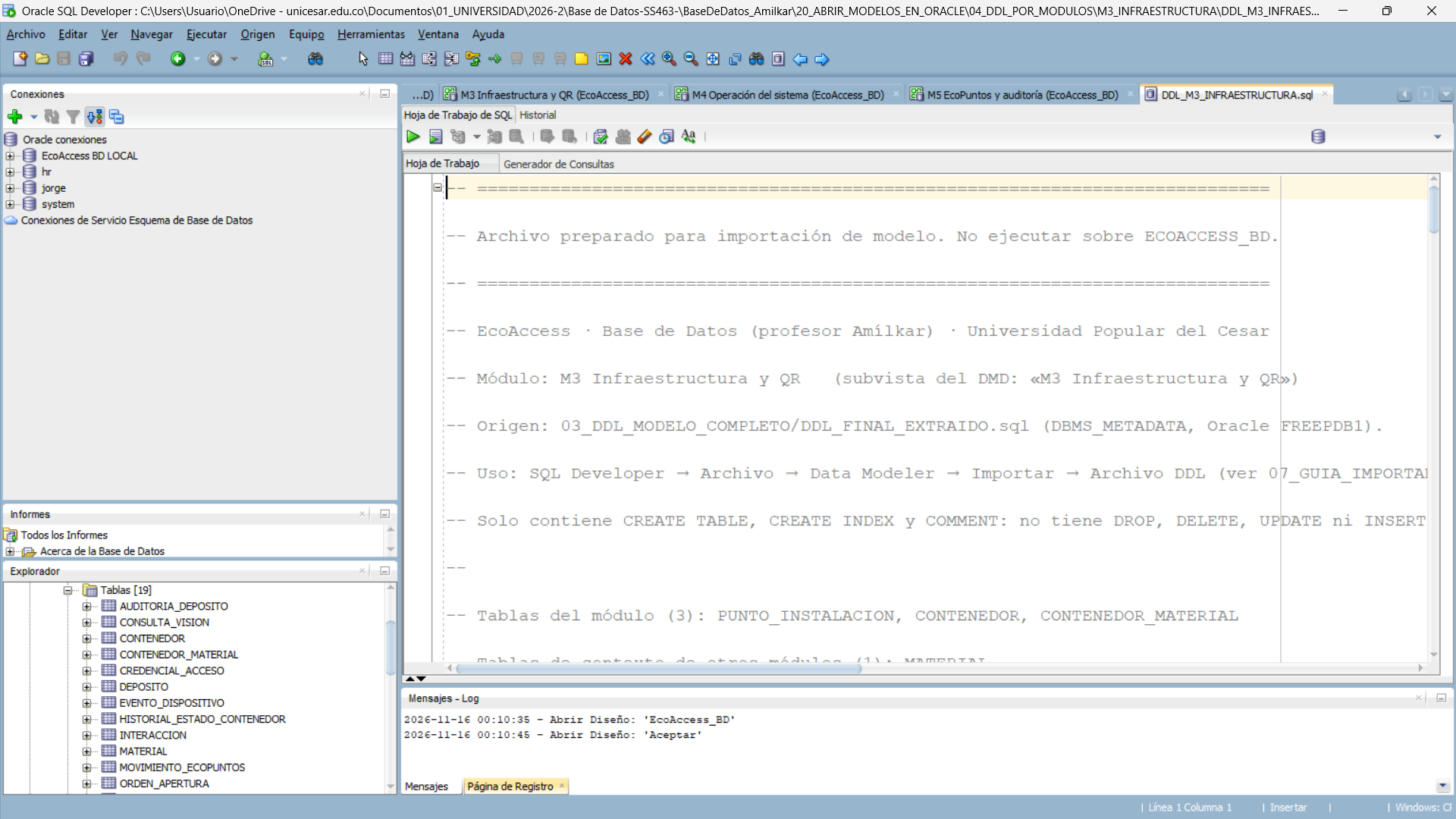 Oracle SQL Developer : C:\Users\Usuario\OneDrive - unicesar.edu.co\Documentos\01_UNIVERSIDAD\2026-2\Base de Datos-SS463-\BaseDeDatos_Amilkar\20_ABRIR_MODELOS_EN_ORACLE\04_DDL_POR_MODULOS\M3_INFRAESTRUCTURA\DDL_M3_INFRAES...
Archivo Editar Ver Navegar Ejecutar Origen Equipo Herramientas Ventana Ayuda
Conexiones
Oracle conexiones
EcoAccess BD LOCAL
hr
jorge
system
Conexiones de Servicio Esquema de Base de Datos
Informes
Todos los Informes
Acerca de la Base de Datos
Explorador
Tablas [19]
AUDITORIA_DEPOSITO
CONSULTA_VISION
CONTENEDOR
CONTENEDOR_MATERIAL
CREDENCIAL_ACCESO
DEPOSITO
EVENTO_DISPOSITIVO
HISTORIAL_ESTADO_CONTENEDOR
INTERACCION
MATERIAL
MOVIMIENTO_ECOPUNTOS
ORDEN_APERTURA
...D) M3 Infraestructura y QR (EcoAccess_BD) M4 Operación del sistema (EcoAccess_BD) M5 EcoPuntos y auditoría (EcoAccess_BD) DDL_M3_INFRAESTRUCTURA.sql
Hoja de Trabajo de SQL Historial
Hoja de Trabajo Generador de Consultas
-- ============================================================================
-- Archivo preparado para importación de modelo. No ejecutar sobre ECOACCESS_BD.
-- ============================================================================
-- EcoAccess · Base de Datos (profesor Amílkar) · Universidad Popular del Cesar
-- Módulo: M3 Infraestructura y QR (subvista del DMD: «M3 Infraestructura y QR»)
-- Origen: 03_DDL_MODELO_COMPLETO/DDL_FINAL_EXTRAIDO.sql (DBMS_METADATA, Oracle FREEPDB1).
-- Uso: SQL Developer → Archivo → Data Modeler → Importar → Archivo DDL (ver 07_GUIA_IMPORTA
-- Solo contiene CREATE TABLE, CREATE INDEX y COMMENT: no tiene DROP, DELETE, UPDATE ni INSERT
--
-- Tablas del módulo (3): PUNTO_INSTALACION, CONTENEDOR, CONTENEDOR_MATERIAL
Tablas de contexto de otros módulos (1): MATERIAL
Mensajes - Log
2026-11-16 00:10:35 - Abrir Diseño: 'EcoAccess_BD'
2026-11-16 00:10:45 - Abrir Diseño: 'Aceptar'
Mensajes Página de Registro
Línea 1 Columna 1 Insertar Windows: CF